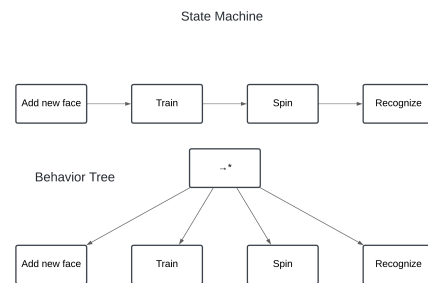 State Machine
Add new face
Train
Spin
Recognize
→*
Behavior Tree
Add new face
Train
Spin
Recognize